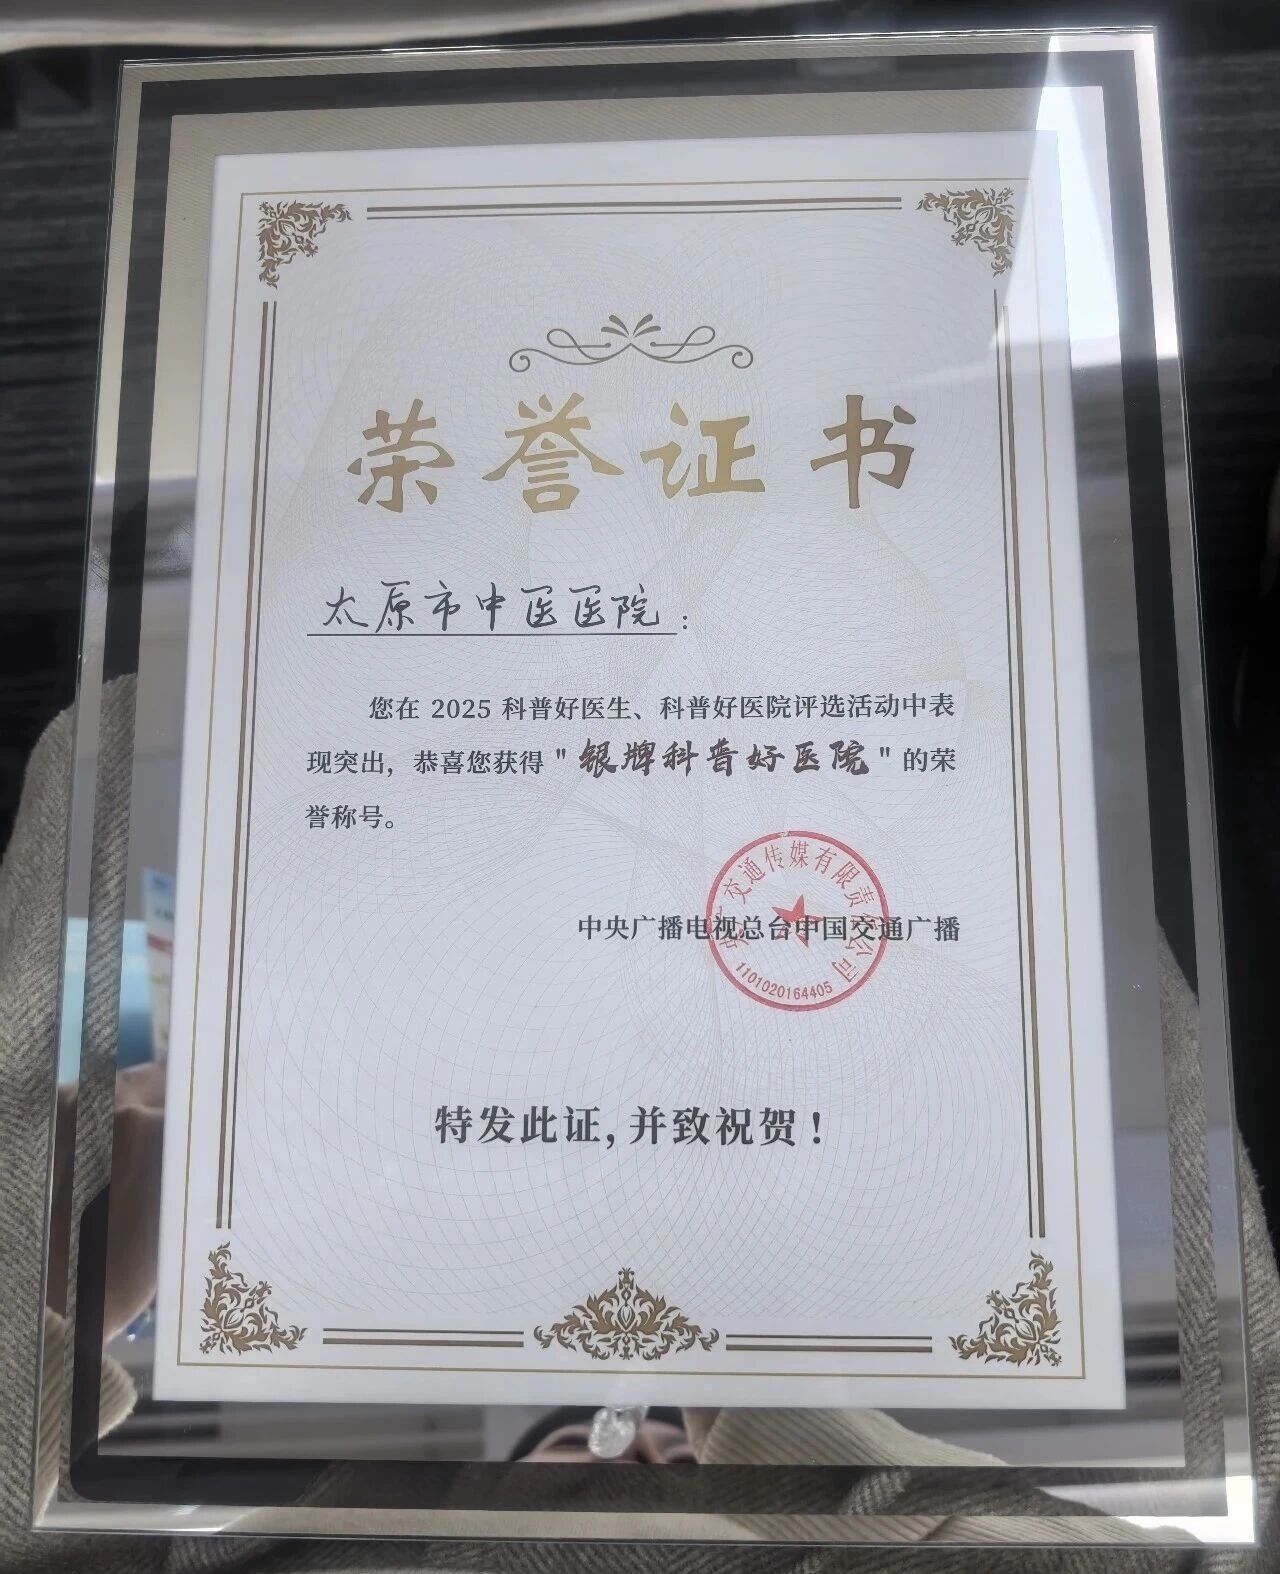 荣誉证书
太原市中医医院：
您在 2025 科普好医生、科普好医院评选活动中表
现突出，恭喜您获得"银牌科普好医院"的荣
誉称号。
交通传媒有限责
公司
中央广播电视总台中国交通广播
1101020164405
特发此证，并致祝贺！